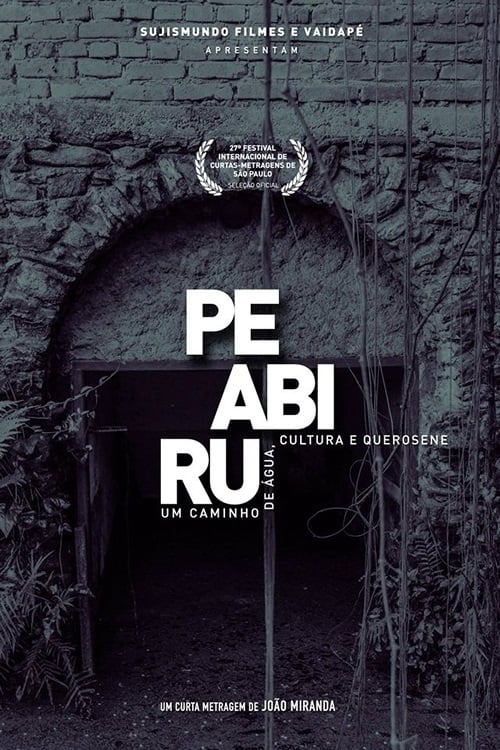 SUJISMUNDO FILMES E VAIDAPÉ
APRESENTAM
27º FESTIVAL
INTERNACIONAL DE
CURTAS-METRAGENS DE
SÃO PAULO
SELEÇÃO OFICIAL
PE
ABI
RU
UM CAMINHO
DE ÁGUA,
CULTURA E QUEROSENE
UM CURTA METRAGEM DE JOÃO MIRANDA